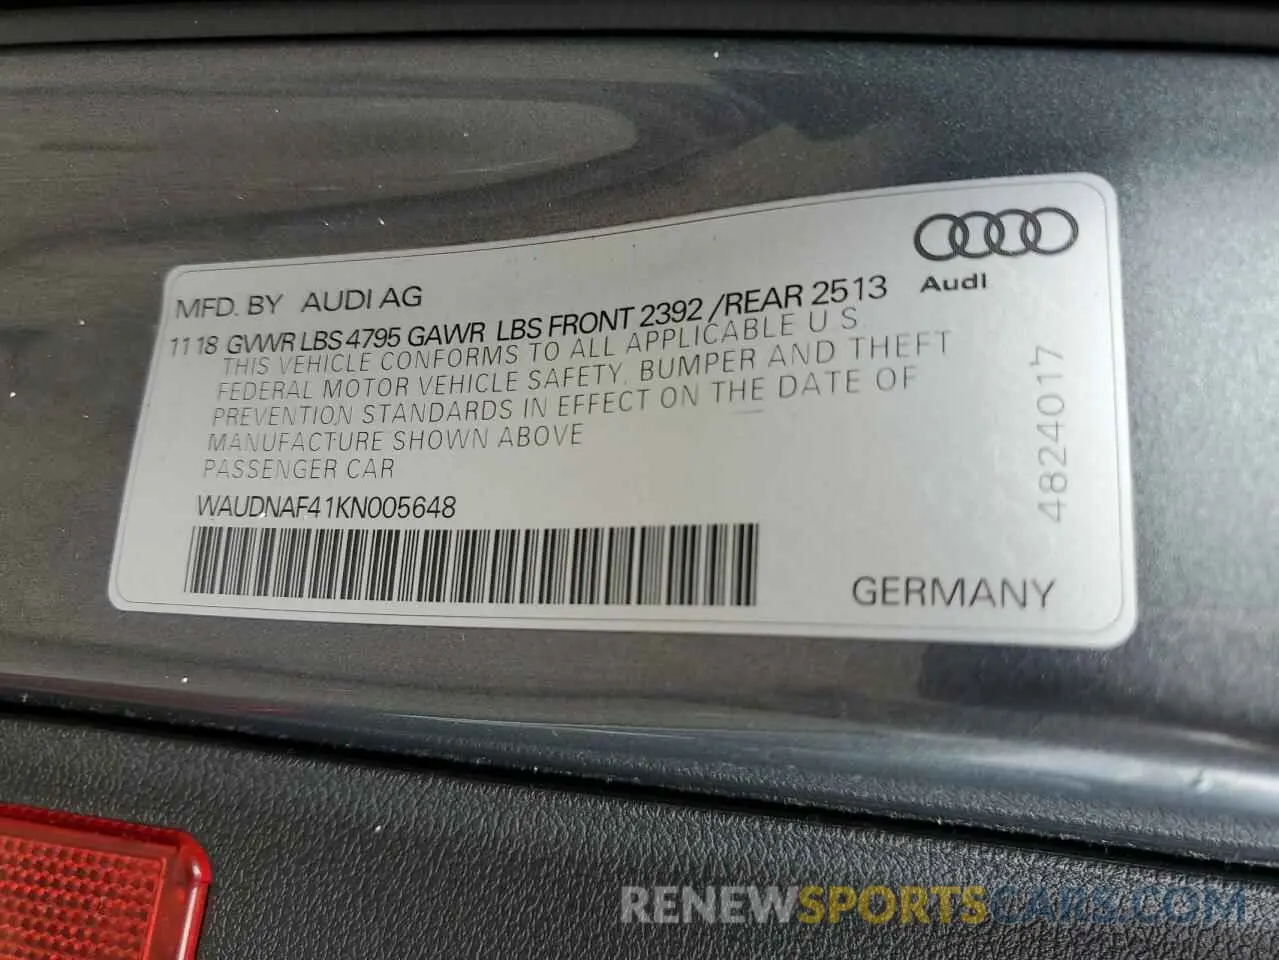 Audi
MFD. BY AUDI AG
11 18 GVWR LBS 4795 GAWR LBS FRONT 2392 /REAR 2513
THIS VEHICLE CONFORMS TO ALL APPLICABLE U S
FEDERAL MOTOR VEHICLE SAFETY, BUMPER AND THEFT
PREVENTION STANDARDS IN EFFECT ON THE DATE OF
MANUFACTURE SHOWN ABOVE
PASSENGER CAR
WAUDNAF41KN005648
GERMANY
4824017
RENEWSPORTSCARS.COM